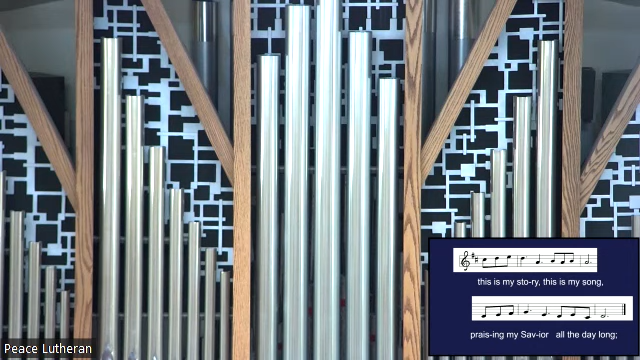 this is my sto-ry, this is my song,
prais-ing my Sav-ior all the day long;
Peace Lutheran